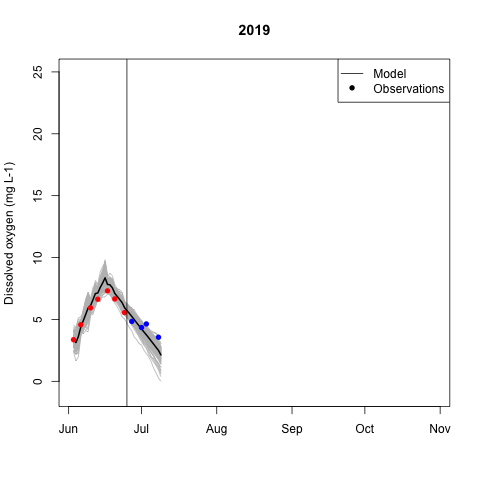 2019
Model
Observations
Dissolved oxygen (mg L-1)
25
20
15
10
5
0
Jun Jul Aug Sep Oct Nov